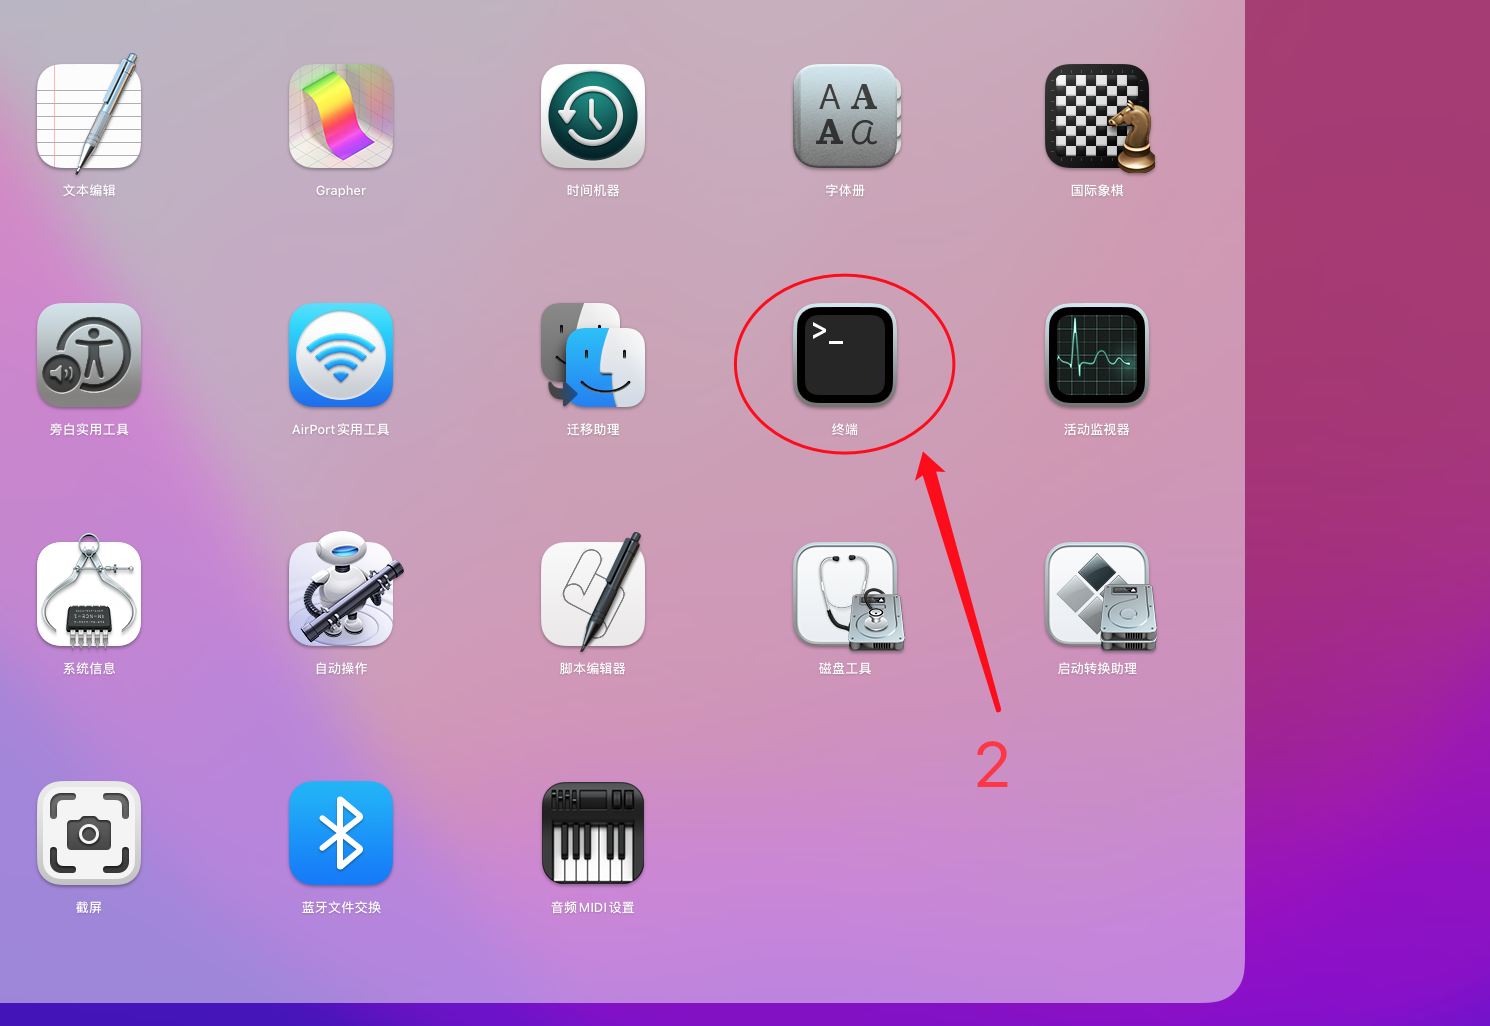 文本编辑
Grapher
时间机器
A A
A a
字体册
国际象棋
旁白实用工具
AirPort实用工具
迁移助理
>_
终端
活动监视器
系统信息
自动操作
脚本编辑器
磁盘工具
启动转换助理
2
截屏
蓝牙文件交换
音频MIDI设置